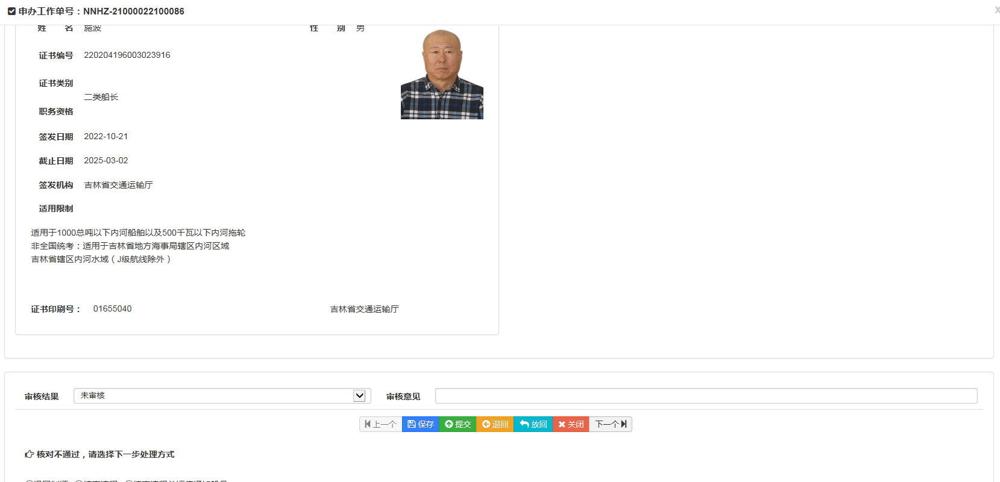 申办工作单号：NNHZ-21000022100086
x
姓 名 施波 性 别 男
证书编号 220204196003023916
证书类别
二类船长
职务资格
签发日期 2022-10-21
截止日期 2025-03-02
签发机构 吉林省交通运输厅
适用限制
适用于1000总吨以下内河船舶以及500千瓦以下内河拖轮
非全国统考：适用于吉林省地方海事局辖区内河区域
吉林省辖区内河水域（J级航线除外）
证书印刷号： 01655040 吉林省交通运输厅
审核结果 未审核 审核意见
上一个 保存 提交 退回 放回 关闭 下一个
核对不通过，请选择下一步处理方式